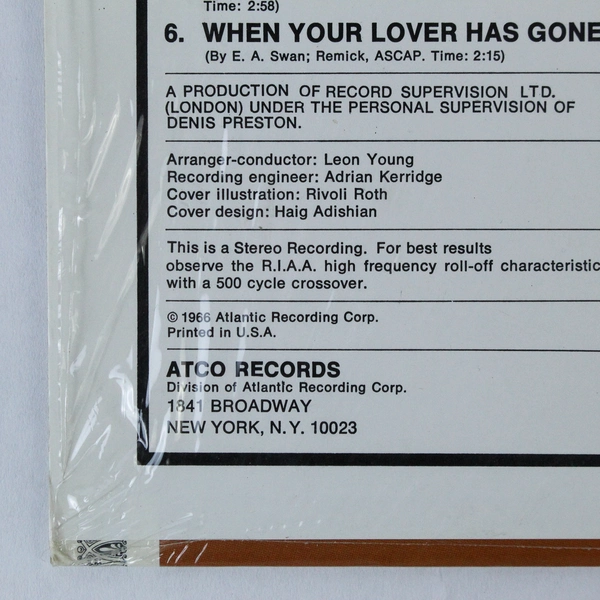 Time: 2:58)
6. WHEN YOUR LOVER HAS GONE
(By E. A. Swan; Remick, ASCAP. Time: 2:15)
A PRODUCTION OF RECORD SUPERVISION LTD.
(LONDON) UNDER THE PERSONAL SUPERVISION OF
DENIS PRESTON.
Arranger-conductor: Leon Young
Recording engineer: Adrian Kerridge
Cover illustration: Rivoli Roth
Cover design: Haig Adishian
This is a Stereo Recording. For best results
observe the R.I.A.A. high frequency roll-off characteristic
with a 500 cycle crossover.
© 1966 Atlantic Recording Corp.
Printed in U.S.A.
ATCO RECORDS
Division of Atlantic Recording Corp.
1841 BROADWAY
NEW YORK, N.Y. 10023